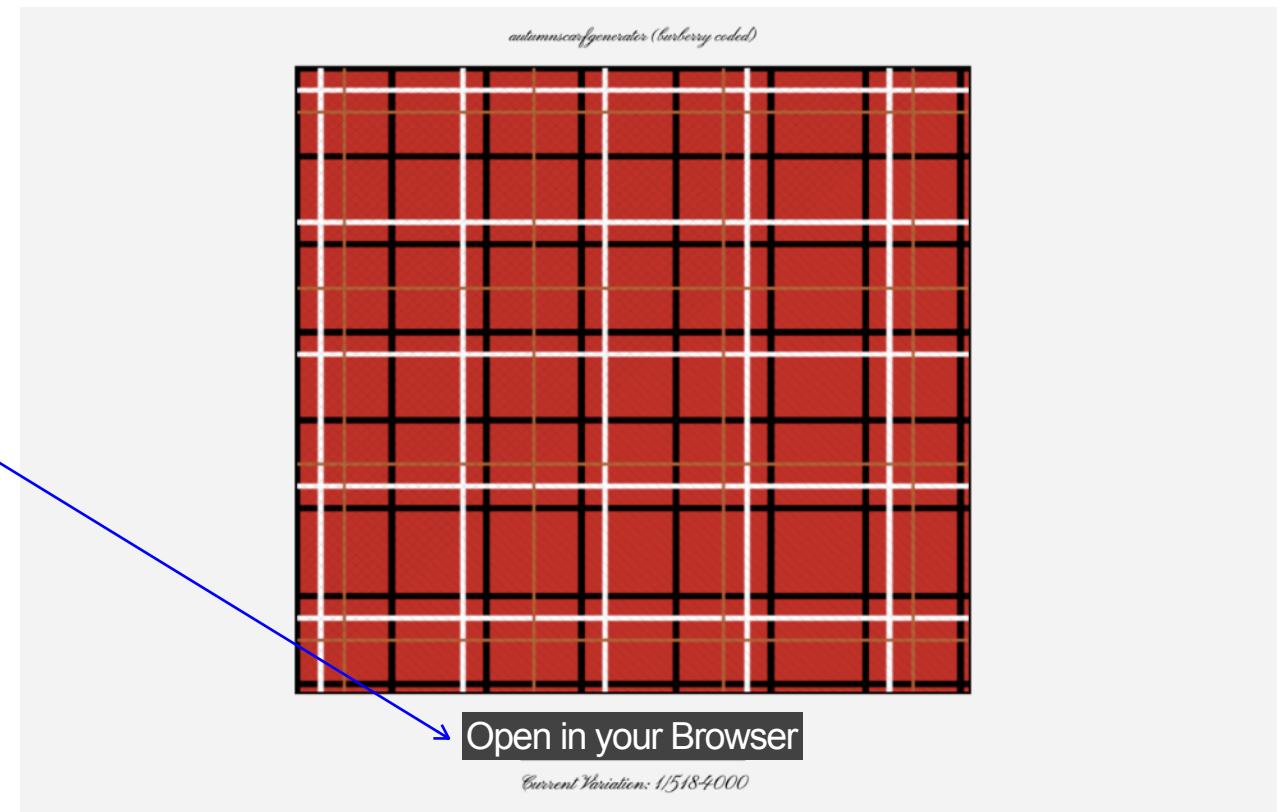 autumnscarfgenerator (burberry coded)
Open in your Browser
Current Variation: 1/5184000